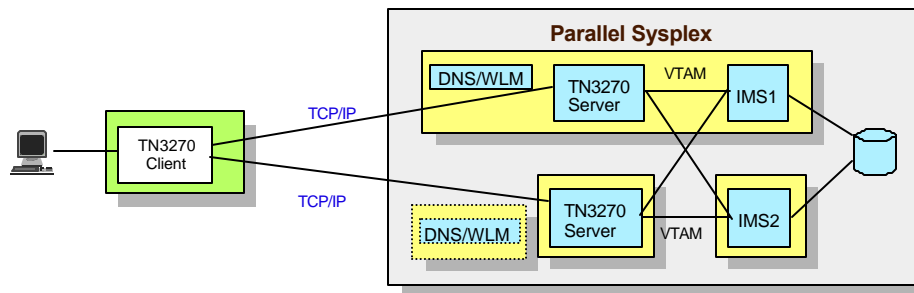 Parallel Sysplex
DNS/WLM
TN3270
Server
VTAM
IMS1
TCP/IP
TN3270
Client
TCP/IP
DNS/WLM
TN3270
Server
VTAM
IMS2